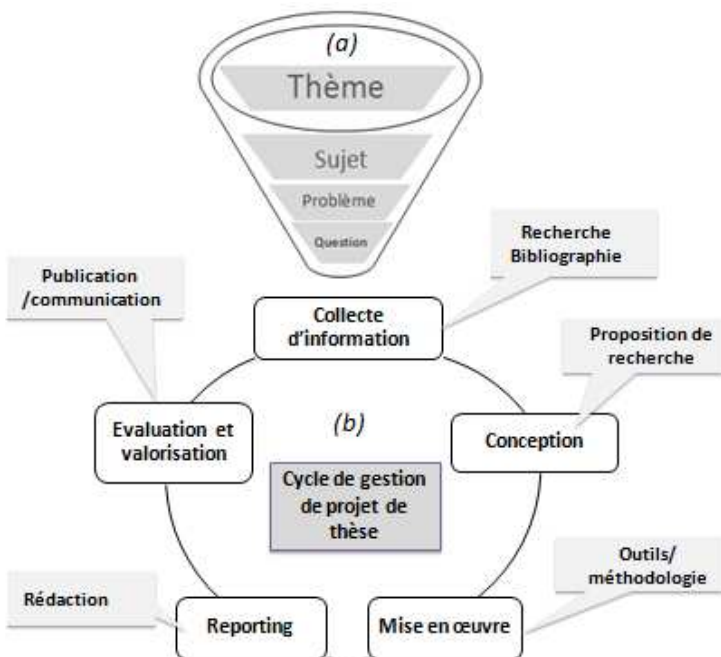 (a)
Thème
Sujet
Problème
Question
Recherche
Bibliographie
Publication
/communication
Collecte
d'information
Proposition de
recherche
Evaluation et
valorisation
(b)
Conception
Cycle de gestion
de projet de
thèse
Outils/
méthodologie
Rédaction
Reporting
Mise en œuvre